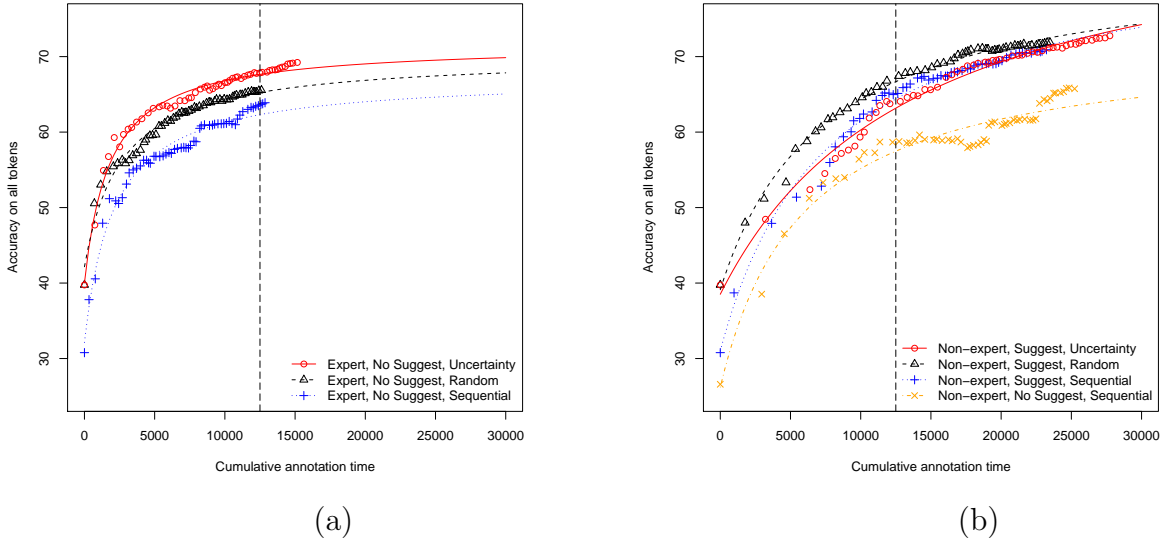 70
60
50
40
30
Accuracy on all tokens
Expert, No Suggest, Uncertainty
Expert, No Suggest, Random
Expert, No Suggest, Sequential
0 5000 10000 15000 20000 25000 30000
Cumulative annotation time
(a)
70
60
50
40
30
Accuracy on all tokens
Non−expert, Suggest, Uncertainty
Non−expert, Suggest, Random
Non−expert, Suggest, Sequential
Non−expert, No Suggest, Sequential
0 5000 10000 15000 20000 25000 30000
Cumulative annotation time
(b)